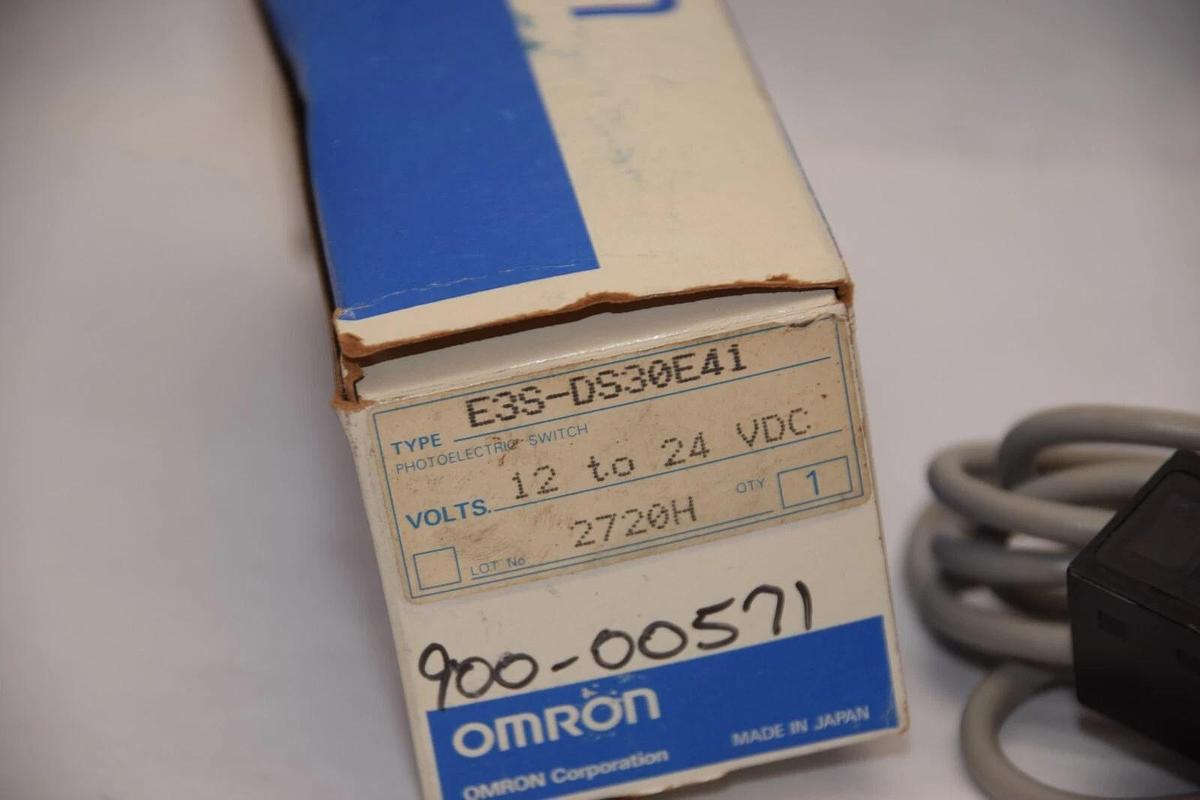 TYPE E3S-DS30E41
PHOTOELECTRIC SWITCH
VOLTS. 12 to 24 VDC
LOT No 2720H QTY 1
900-00571
OMRON
OMRON Corporation MADE IN JAPAN